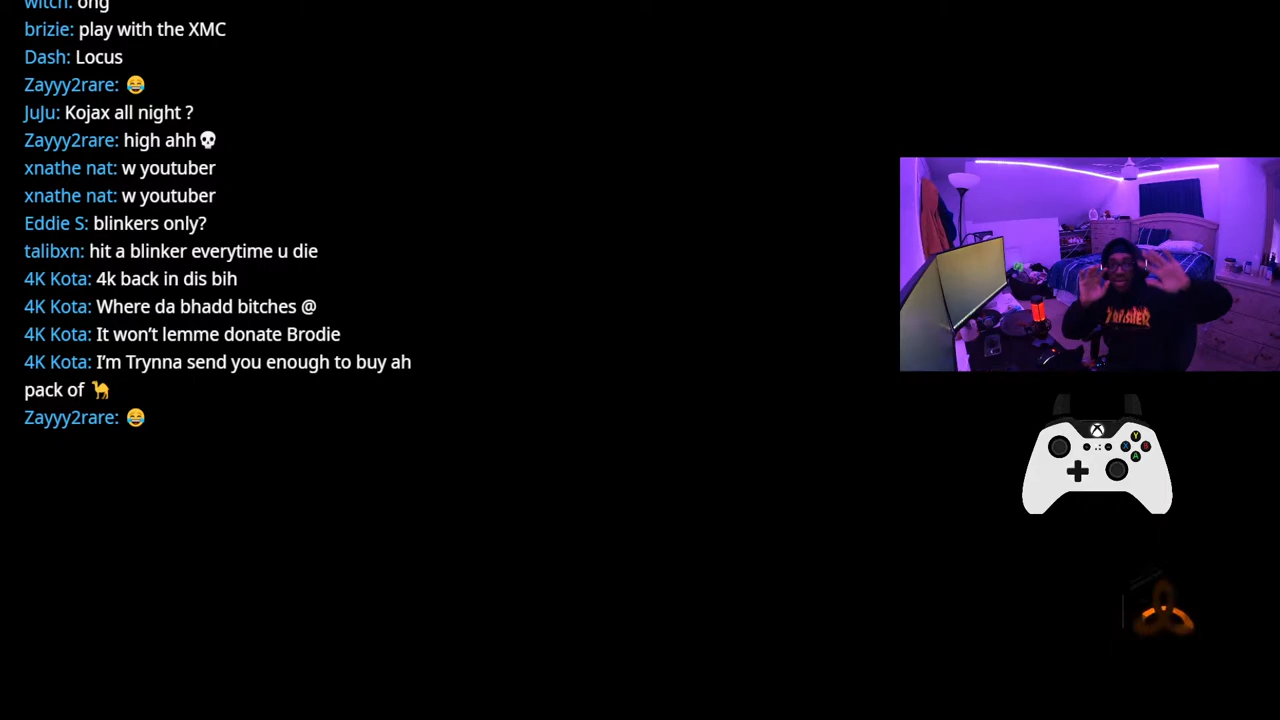 witch: ong
brizie: play with the XMC
Dash: Locus
Zayyy2rare: 😂
JuJu: Kojax all night ?
Zayyy2rare: high ahh💀
xnathe nat: w youtuber
xnathe nat: w youtuber
Eddie S: blinkers only?
talibxn: hit a blinker everytime u die
4K Kota: 4k back in dis bih
4K Kota: Where da bhadd bitches @
4K Kota: It won't lemme donate Brodie
4K Kota: I'm Trynna send you enough to buy ah
pack of 🐪
Zayyy2rare: 😂
THRASHER
Y
X
B
A